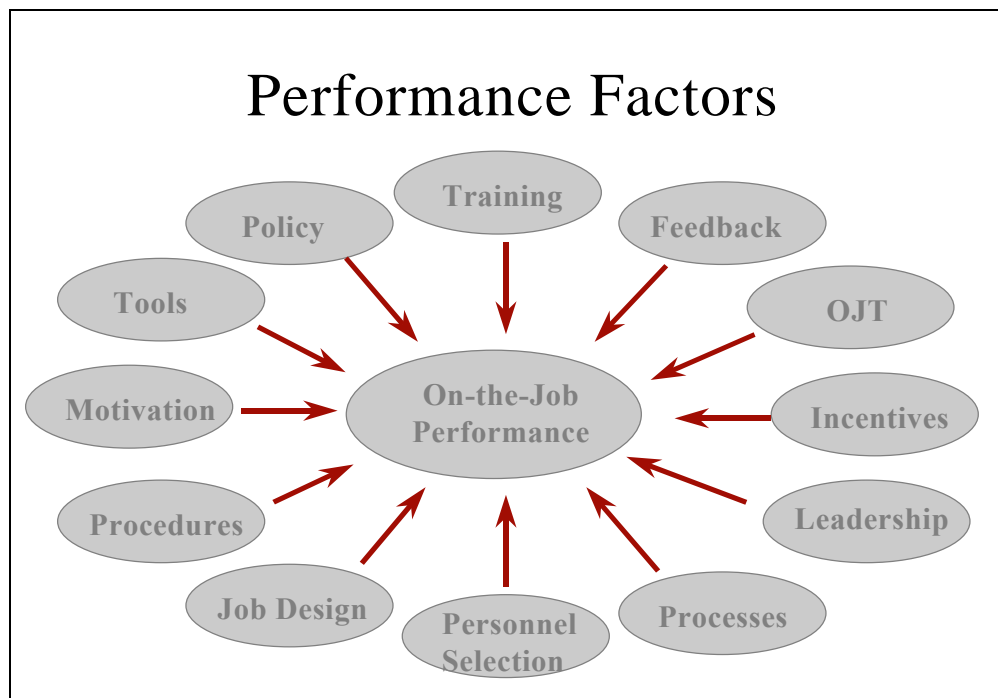 Performance Factors
Training
Policy
Feedback
Tools
OJT
Motivation
On-the-Job
Performance
Incentives
Procedures
Leadership
Job Design
Personnel
Selection
Processes